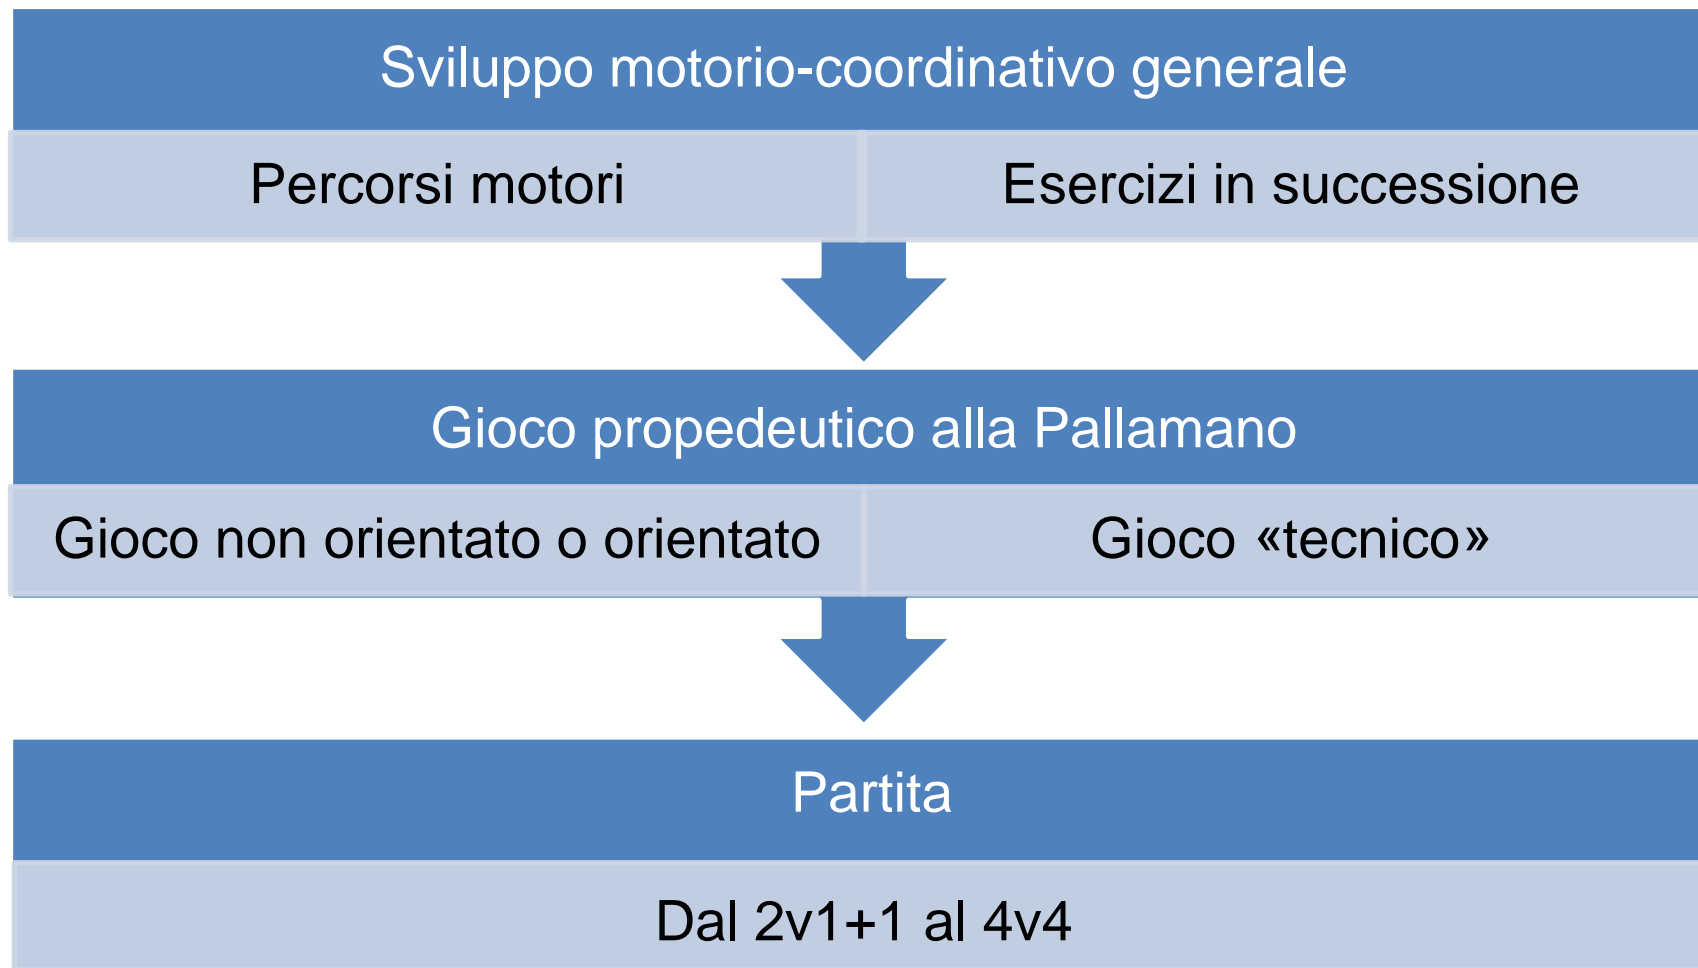 Sviluppo motorio-coordinativo generale
Percorsi motori
Esercizi in successione
Gioco propedeutico alla Pallamano
Gioco non orientato o orientato
Gioco «tecnico»
Partita
Dal 2v1+1 al 4v4